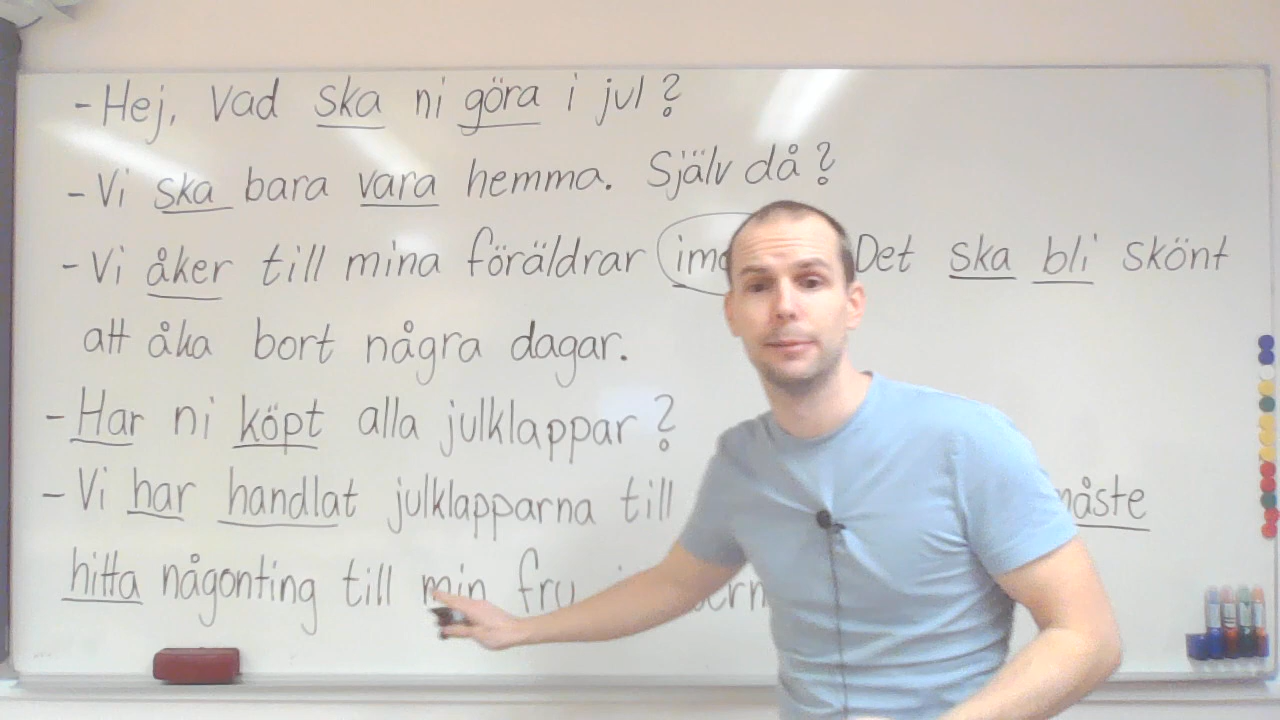 - Hej, vad ska ni göra i jul?
- Vi ska bara vara hemma. Själv då?
- Vi åker till mina föräldrar Det ska bli skönt
att åka bort några dagar.
- Har ni köpt alla julklappar?
- Vi har handlat julklapparna till
hitta någonting till min fru